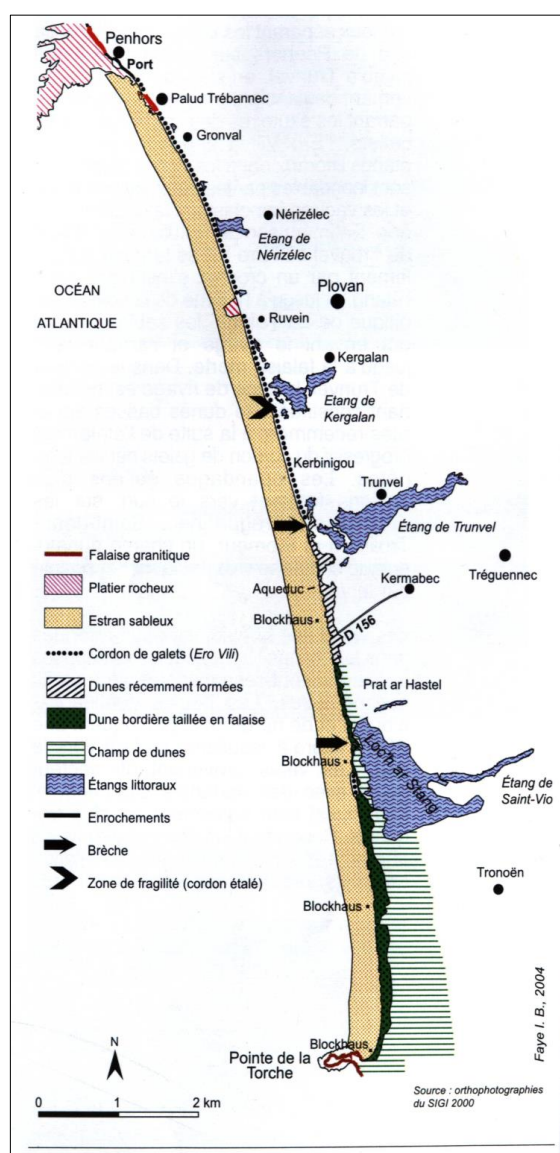 Penhors
Port
Palud Trébannec
Gronval
Nérizélec
Etang de
Nérizélec
OCÉAN
ATLANTIQUE
Plovan
Ruvein
Kergalan
Etang de
Kergalan
Kerbinigou
Trunvel
Étang de Trunvel
Tréguennec
Kermabec
Aqueduc
Blockhaus
D 156
Prat ar Hastel
Loc'h ar Stang
Blockhaus
Étang de
Saint-Vio
Tronoën
Blockhaus
Blockhaus
Pointe de la
Torche
Falaise granitique
Platier rocheux
Estran sableux
Cordon de galets (Ero Vili)
Dunes récemment formées
Dune bordière taillée en falaise
Champ de dunes
Étangs littoraux
Enrochements
Brèche
Zone de fragilité (cordon étalé)
N
0 1 2 km
Source : orthophotographies
du SIGI 2000
Faye I. B., 2004